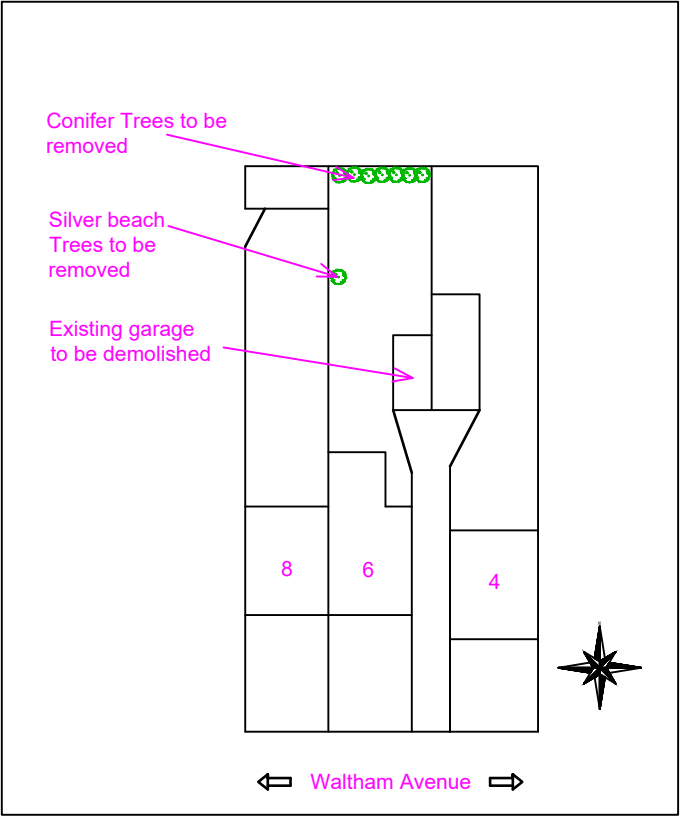 Conifer Trees to be
removed
Silver beach
Trees to be
removed
Existing garage
to be demolished
8
6
4
Waltham Avenue